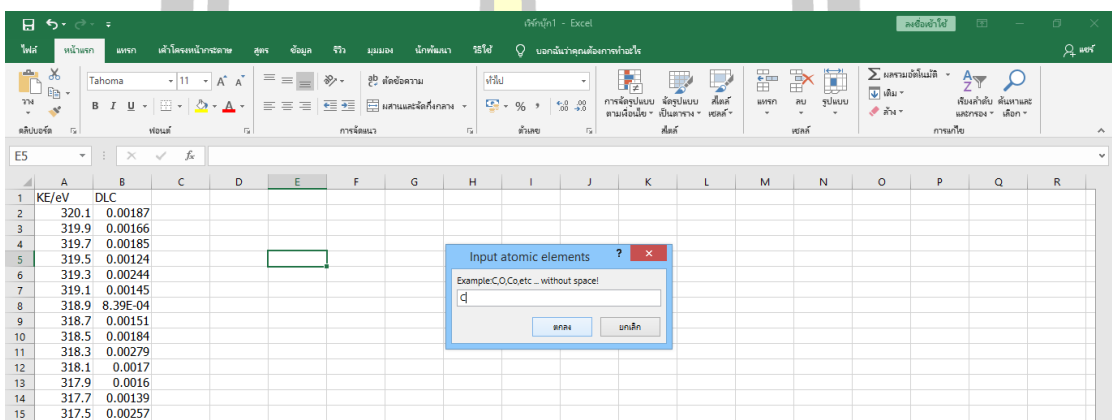 เวิร์กบุ๊ก1 - Excel
ลงชื่อเข้าใช้
ไฟล์ หน้าแรก แทรก เค้าโครงหน้ากระดาษ สูตร ข้อมูล รีวิว มุมมอง นักพัฒนา วิธีใช้ บอกฉันว่าคุณต้องการทำอะไร แชร์
วาง
Tahoma 11 A A
B I U A
ab ตัดข้อความ
ผสานและจัดกึ่งกลาง
ทั่วไป
% ,
การจัดรูปแบบตามเงื่อนไข
จัดรูปแบบเป็นตาราง
สไตล์เซลล์
แทรก ลบ รูปแบบ
Σ ผลรวมอัตโนมัติ
เติม
ล้าง
เรียงลำดับและกรอง
ค้นหาและเลือก
คลิปบอร์ด ฟอนต์ การจัดแนว ตัวเลข สไตล์ เซลล์ การแก้ไข
E5 fx
A B C D E F G H I J K L M N O P Q R
1 KE/eV DLC
2 320.1 0.00187
3 319.9 0.00166
4 319.7 0.00185
5 319.5 0.00124
6 319.3 0.00244
7 319.1 0.00145
8 318.9 8.39E-04
9 318.7 0.00151
10 318.5 0.00184
11 318.3 0.00279
12 318.1 0.0017
13 317.9 0.0016
14 317.7 0.00139
15 317.5 0.00257
Input atomic elements ?
Example:C,O,Co,etc ... without space!
C
ตกลง ยกเลิก